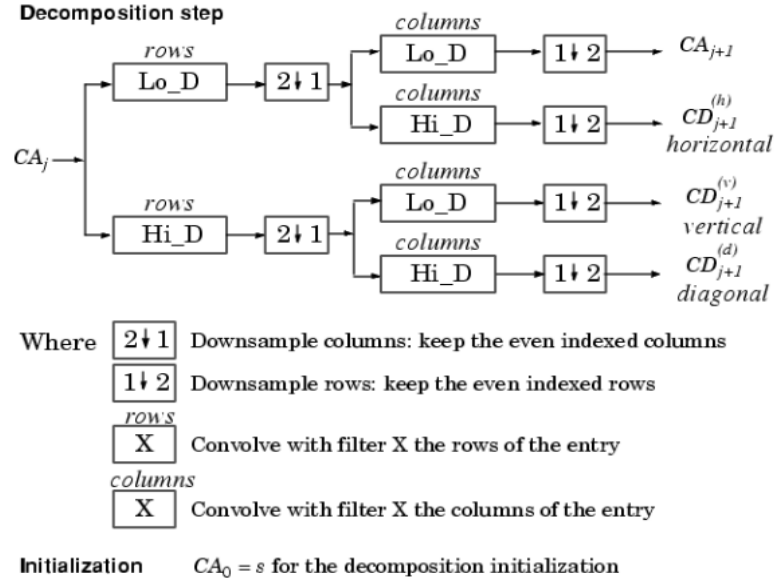 Decomposition step
rows
Lo_D
2↓1
columns
Lo_D
1↓2
CA_{j+1}
columns
Hi_D
1↓2
CD_{j+1}^{(h)}
horizontal
CA_j
rows
Hi_D
2↓1
columns
Lo_D
1↓2
CD_{j+1}^{(v)}
vertical
columns
Hi_D
1↓2
CD_{j+1}^{(d)}
diagonal
Where 2↓1 Downsample columns: keep the even indexed columns
1↓2 Downsample rows: keep the even indexed rows
rows
X Convolve with filter X the rows of the entry
columns
X Convolve with filter X the columns of the entry
Initialization CA_0 = s for the decomposition initialization